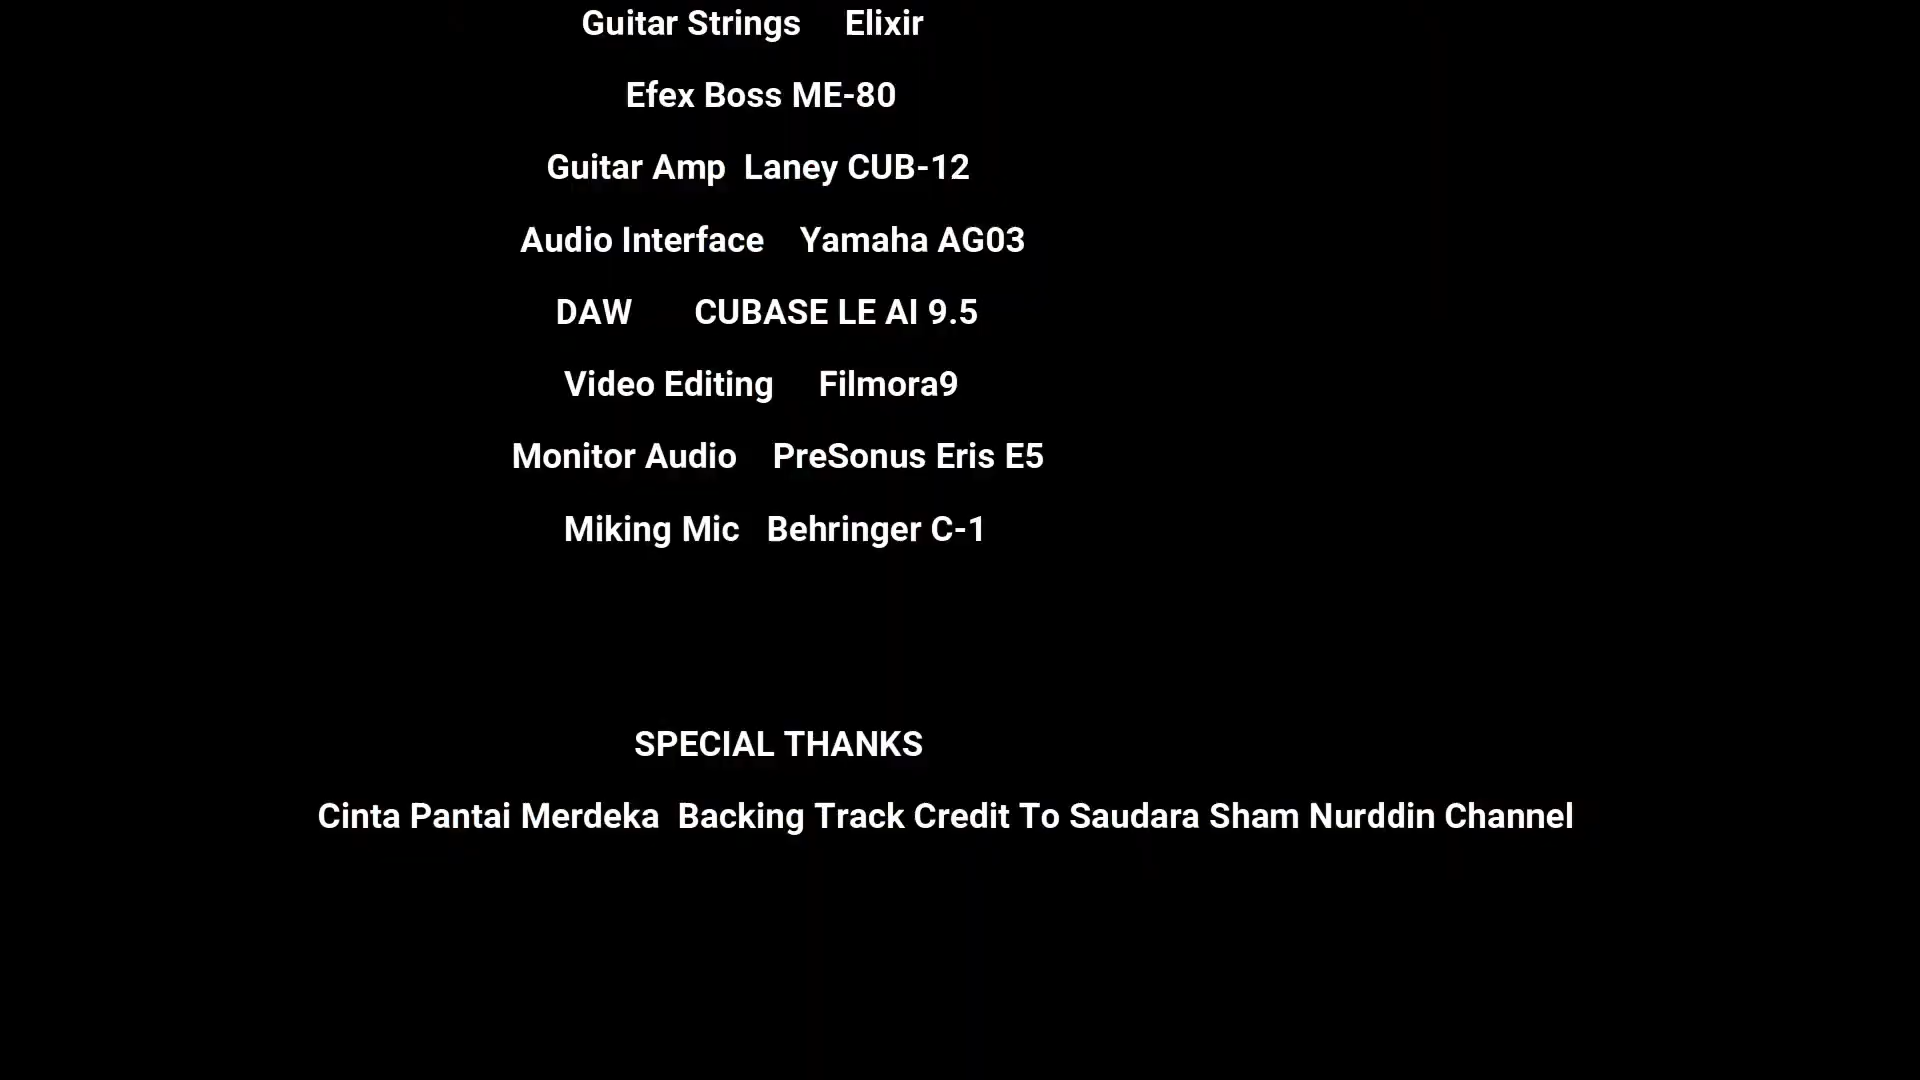 Guitar Strings Elixir
Efex Boss ME-80
Guitar Amp Laney CUB-12
Audio Interface Yamaha AG03
DAW CUBASE LE AI 9.5
Video Editing Filmora9
Monitor Audio PreSonus Eris E5
Miking Mic Behringer C-1
SPECIAL THANKS
Cinta Pantai Merdeka Backing Track Credit To Saudara Sham Nurddin Channel